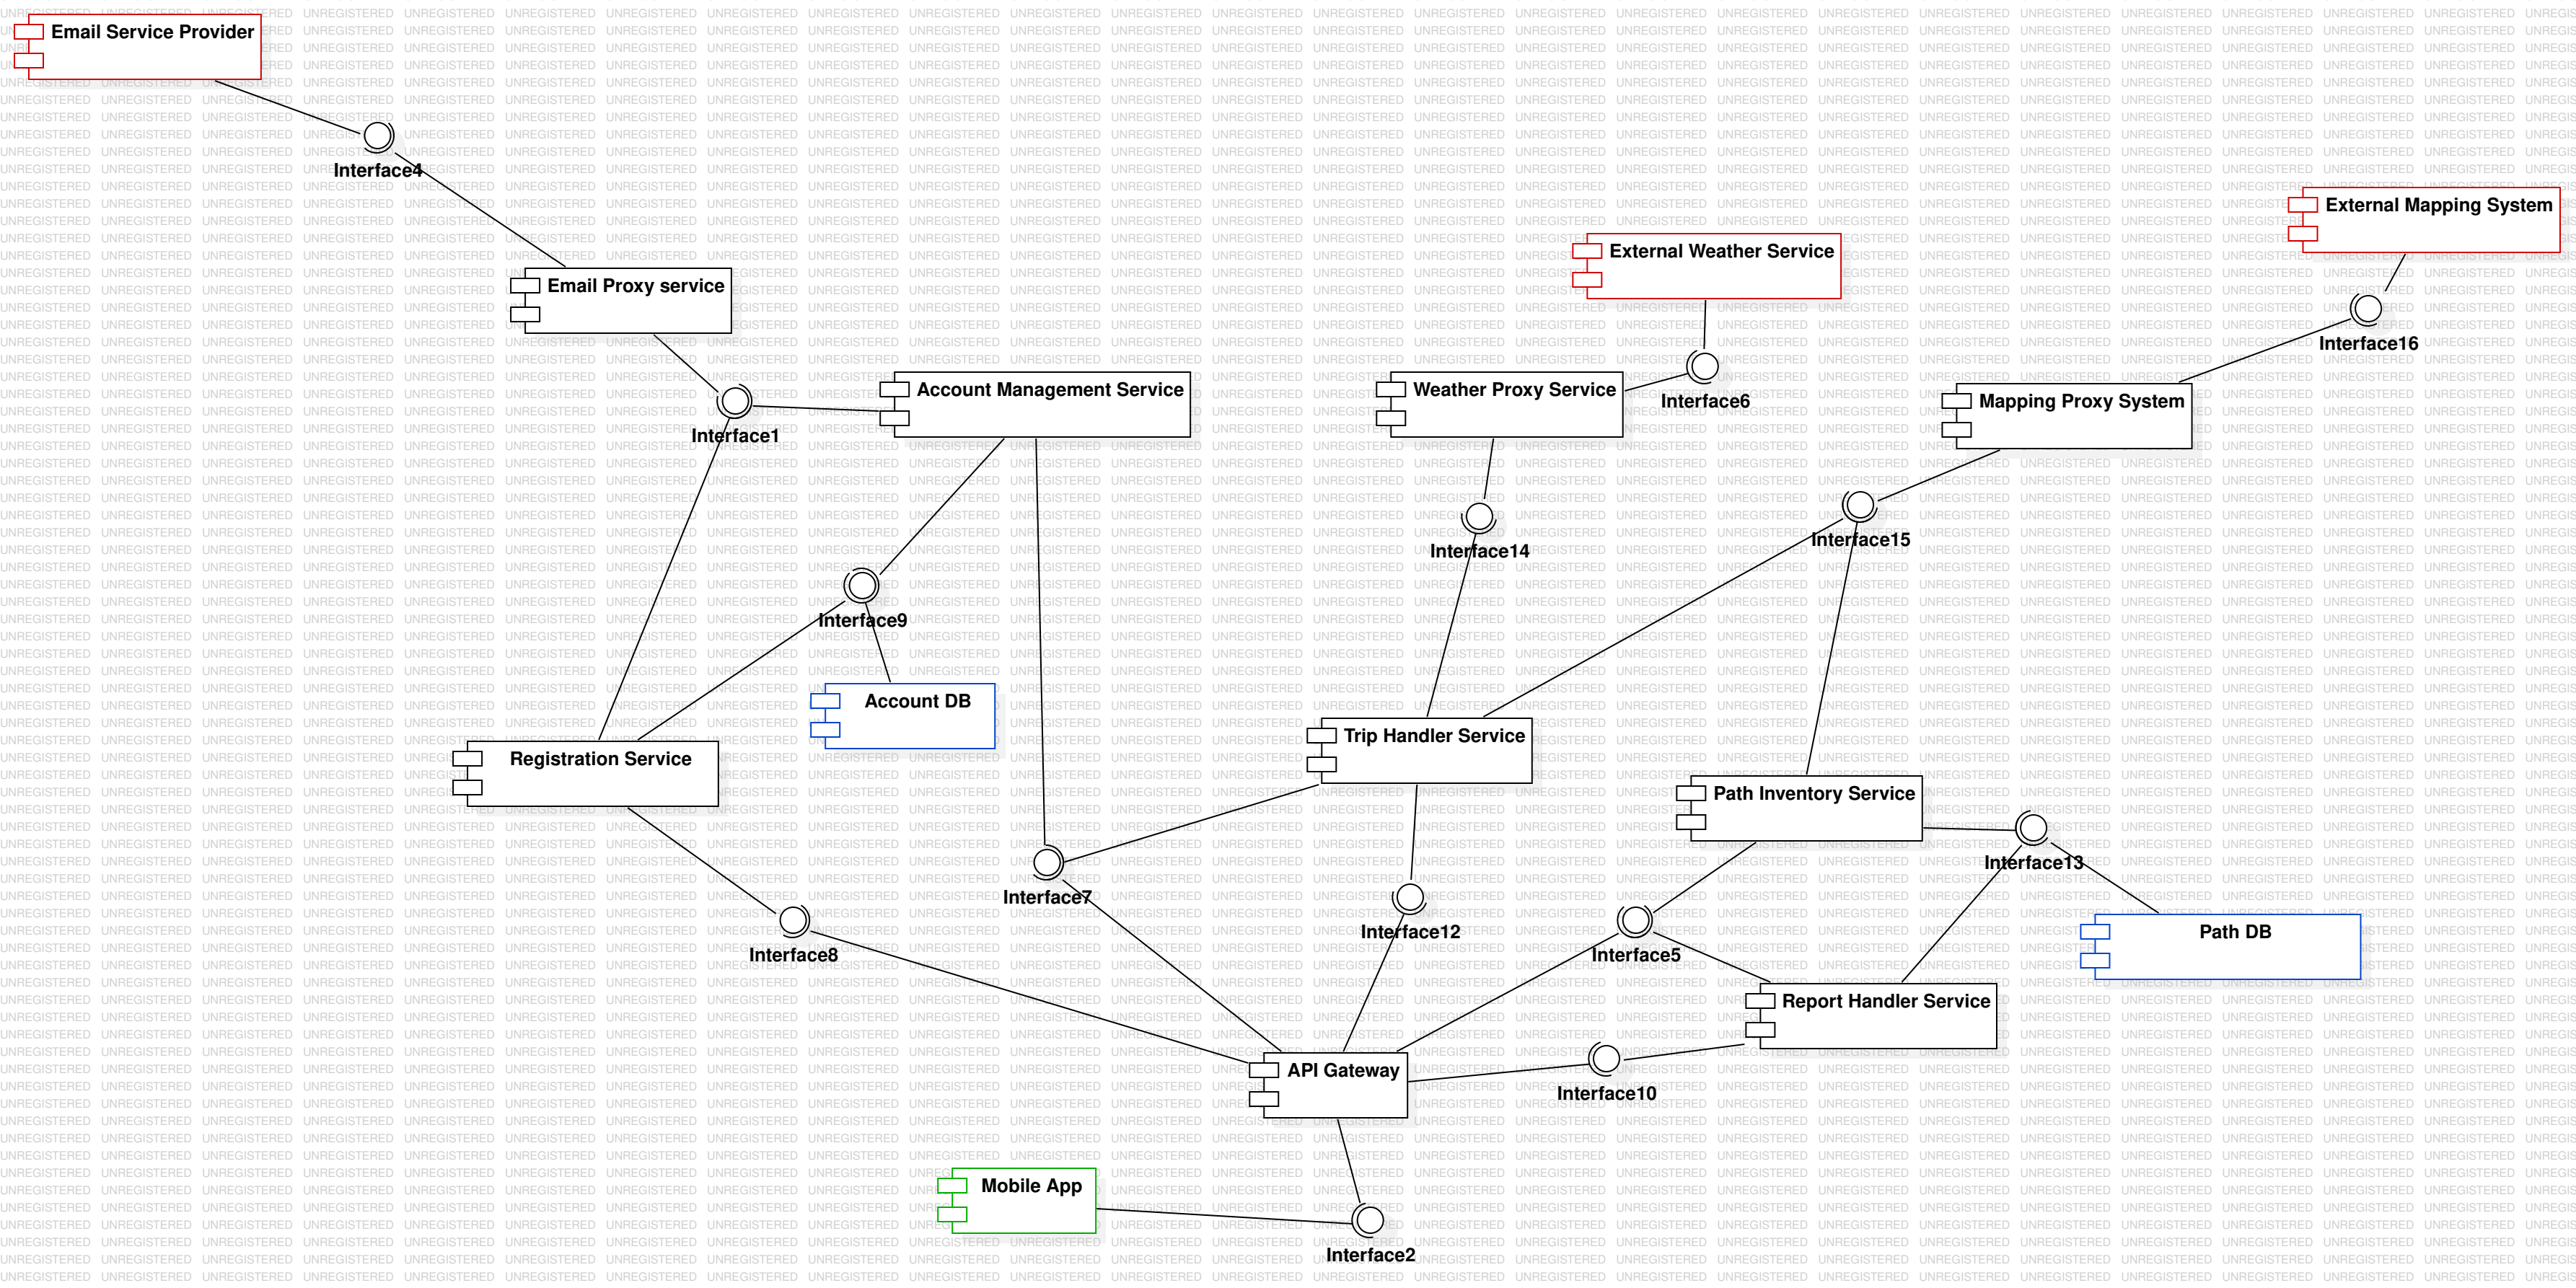 Email Service Provider
Interface4
External Mapping System
External Weather Service
Email Proxy service
Interface16
Account Management Service
Weather Proxy Service
Interface6
Mapping Proxy System
Interface1
Interface14
Interface15
Interface9
Account DB
Trip Handler Service
Registration Service
Path Inventory Service
Interface13
Interface7
Interface12
Path DB
Interface8
Interface5
Report Handler Service
API Gateway
Interface10
Mobile App
Interface2
UNREGISTERED